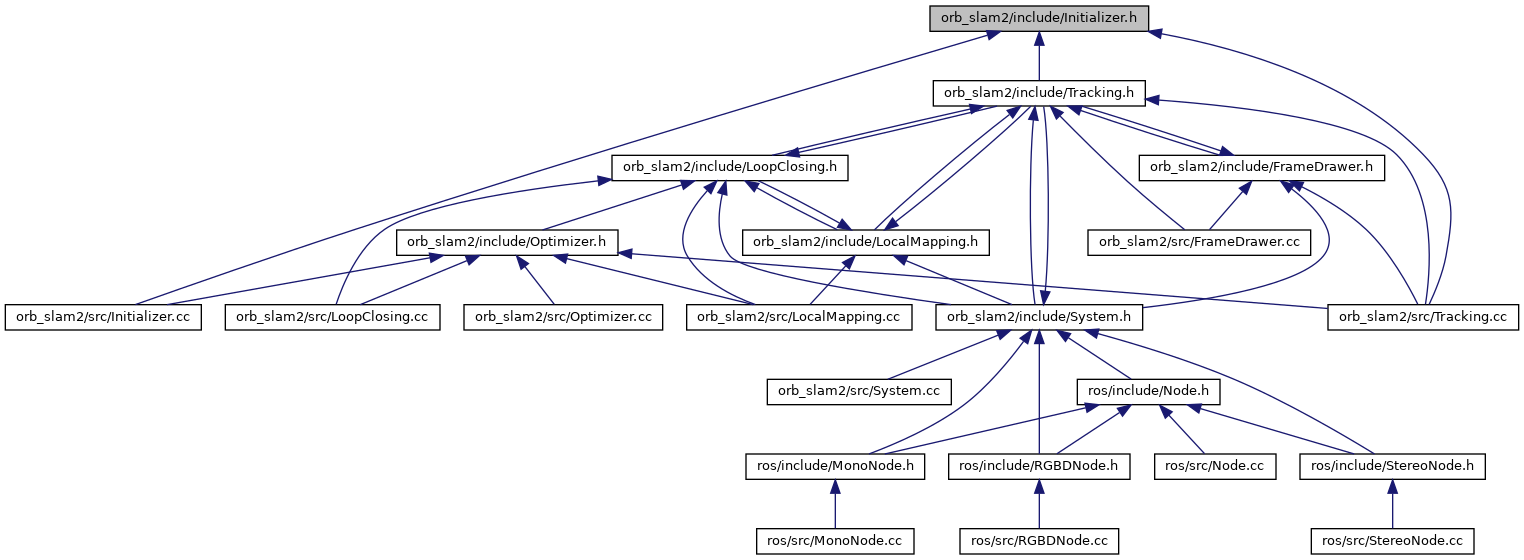 orb_slam2/include/Initializer.h
orb_slam2/include/Tracking.h
orb_slam2/include/LoopClosing.h
orb_slam2/include/FrameDrawer.h
orb_slam2/include/Optimizer.h
orb_slam2/include/LocalMapping.h
orb_slam2/src/FrameDrawer.cc
orb_slam2/src/Initializer.cc
orb_slam2/src/LoopClosing.cc
orb_slam2/src/Optimizer.cc
orb_slam2/src/LocalMapping.cc
orb_slam2/include/System.h
orb_slam2/src/Tracking.cc
orb_slam2/src/System.cc
ros/include/Node.h
ros/include/MonoNode.h
ros/include/RGBDNode.h
ros/src/Node.cc
ros/include/StereoNode.h
ros/src/MonoNode.cc
ros/src/RGBDNode.cc
ros/src/StereoNode.cc